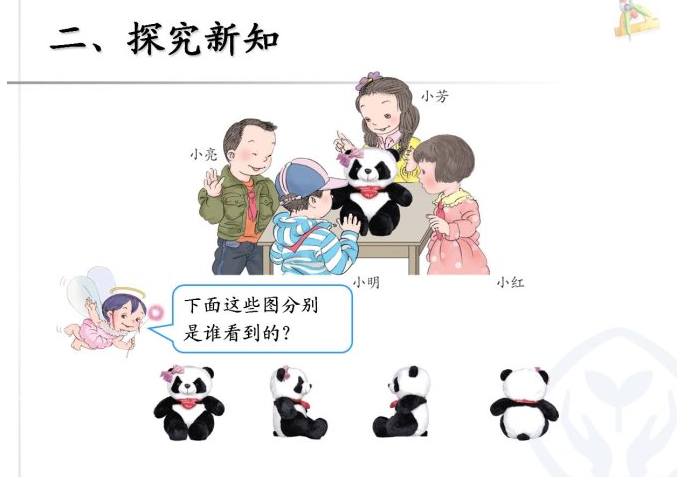 二、探究新知
小芳
小亮
小明
小红
下面这些图分别
是谁看到的？